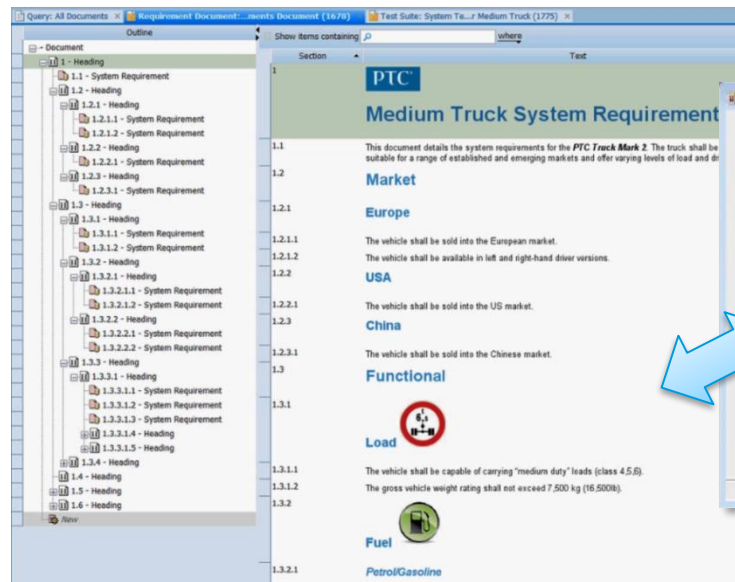 Query: All Documents
Requirement Document:...ments Document (1678)
Test Suite: System Te...r Medium Truck (1775)
Outline
Document
1 - Heading
1.1 - System Requirement
1.2 - Heading
1.2.1 - Heading
1.2.1.1 - System Requirement
1.2.1.2 - System Requirement
1.2.2 - Heading
1.2.2.1 - System Requirement
1.2.3 - Heading
1.2.3.1 - System Requirement
1.3 - Heading
1.3.1 - Heading
1.3.1.1 - System Requirement
1.3.1.2 - System Requirement
1.3.2 - Heading
1.3.2.1 - Heading
1.3.2.1.1 - System Requirement
1.3.2.1.2 - System Requirement
1.3.2.2 - Heading
1.3.2.2.1 - System Requirement
1.3.2.2.2 - System Requirement
1.3.3 - Heading
1.3.3.1 - Heading
1.3.3.1.1 - System Requirement
1.3.3.1.2 - System Requirement
1.3.3.1.3 - System Requirement
1.3.3.1.4 - Heading
1.3.3.1.5 - Heading
1.3.4 - Heading
1.4 - Heading
1.5 - Heading
1.6 - Heading
New
Show items containing where
Section Text
1
PTC
Medium Truck System Requirement
1.1 This document details the system requirements for the PTC Truck Mark 2. The truck shall be
suitable for a range of established and emerging markets and offer varying levels of load and
1.2 Market
1.2.1 Europe
1.2.1.1 The vehicle shall be sold into the European market.
1.2.1.2 The vehicle shall be available in left and right-hand driver versions.
1.2.2 USA
1.2.2.1 The vehicle shall be sold into the US market.
1.2.3 China
1.2.3.1 The vehicle shall be sold into the Chinese market.
1.3 Functional
1.3.1
Load
1.3.1.1 The vehicle shall be capable of carrying "medium duty" loads (class 4,5,6).
1.3.1.2 The gross vehicle weight rating shall not exceed 7,500 kg (16,500lb).
1.3.2
Fuel
1.3.2.1 Petrol/Gasoline